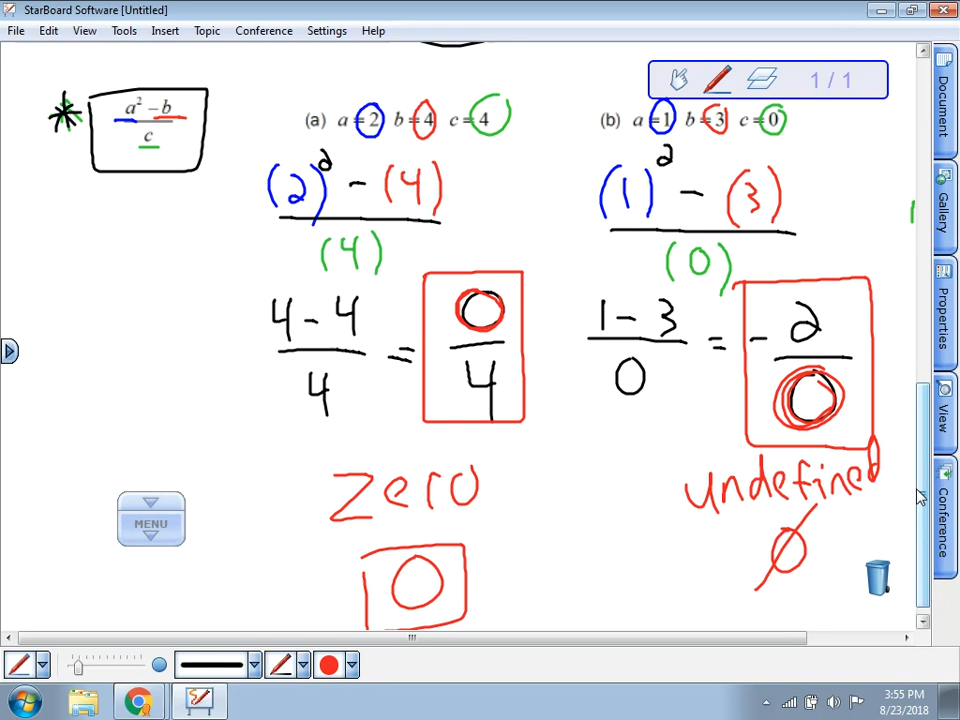 StarBoard Software [Untitled]
File Edit View Tools Insert Topic Conference Settings Help
1 / 1
* a² - b
c
(a) a = 2 b = 4 c = 4
(2)² - (4)
(4)
4 - 4
4
=
0
4
zero
0
(b) a = 1 b = 3 c = 0
(1)² - (3)
(0)
1 - 3
0
= -
2
0
undefined
∅
MENU
Document
Gallery
Properties
View
Conference
3:55 PM
8/23/2018